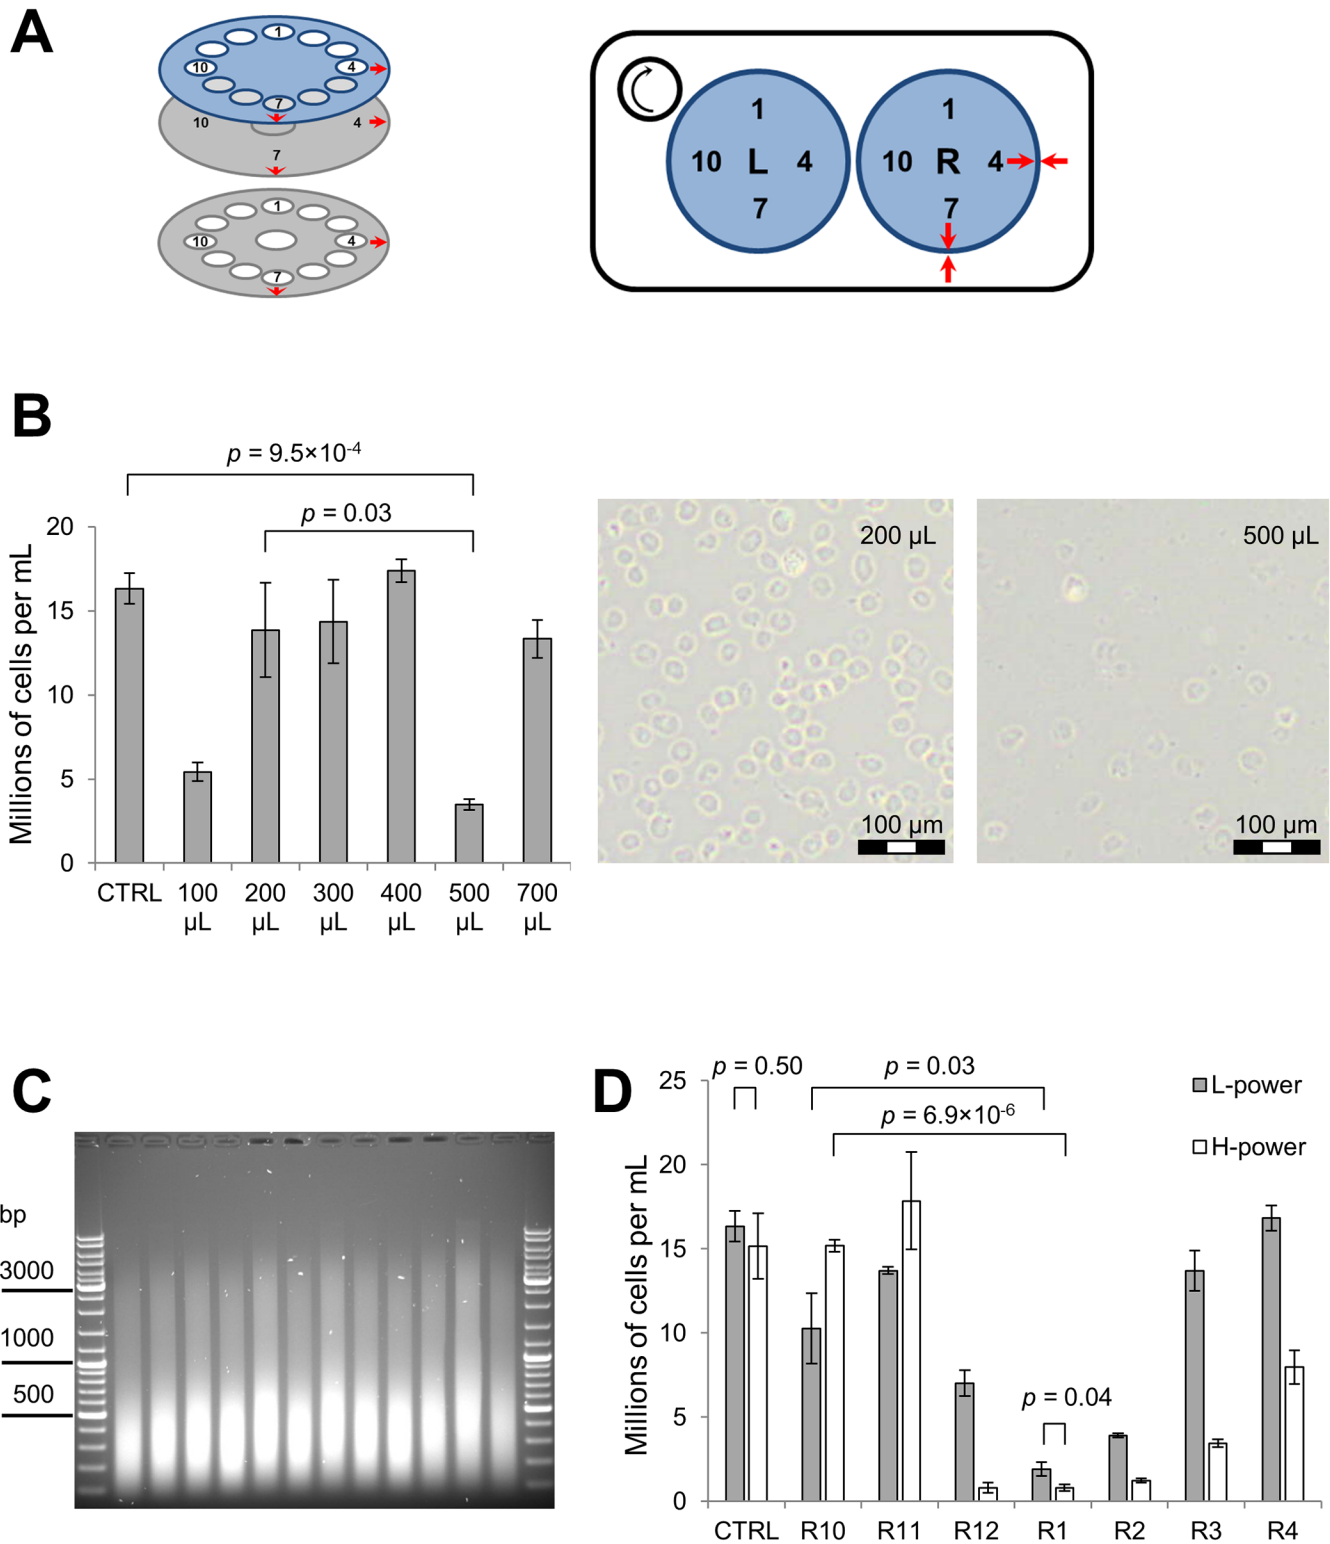 A
1
10
4
7
10
4
7
1
10
4
7
1
10 L 4
7
1
10 R 4
7
B
p = 9.5×10-4
p = 0.03
Millions of cells per mL
20
15
10
5
0
CTRL 100 200 300 400 500 700
µL µL µL µL µL µL
200 µL
100 µm
500 µL
100 µm
C
bp
3000
1000
500
D
p = 0.50
p = 0.03
p = 6.9×10-6
p = 0.04
L-power
H-power
Millions of cells per mL
25
20
15
10
5
0
CTRL R10 R11 R12 R1 R2 R3 R4